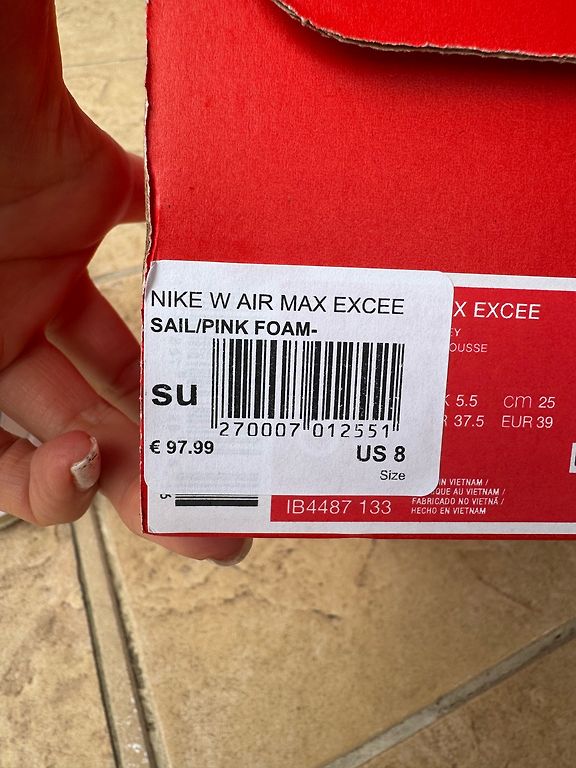 NIKE W AIR MAX EXCEE
SAIL/PINK FOAM-
su
270007 012551
€ 97.99
US 8
Size
X EXCEE
EY
OUSSE
K 5.5 cm 25
R 37.5 EUR 39
IN VIETNAM /
QUE AU VIETNAM /
FABRICADO NO VIETNÃ /
HECHO EN VIETNAM
IB4487 133